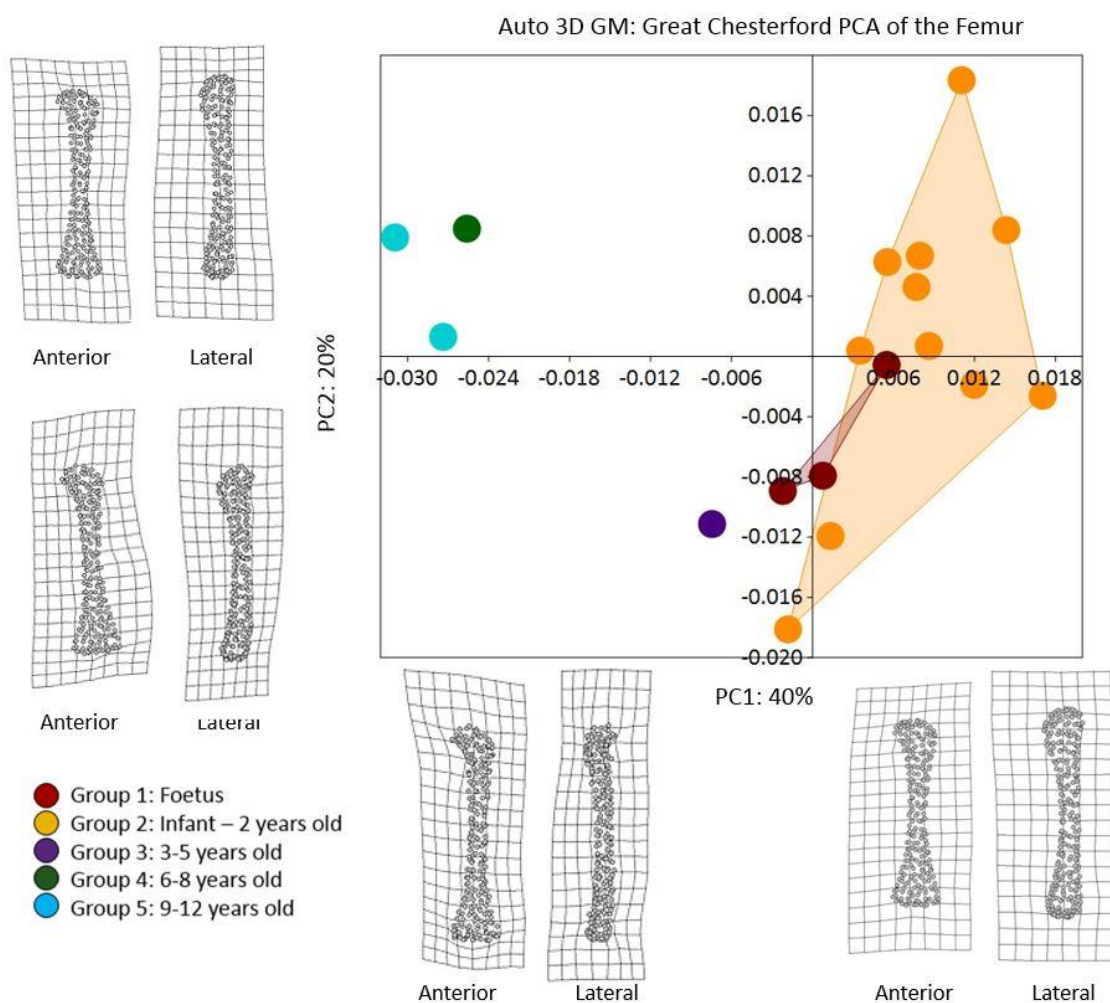 Auto 3D GM: Great Chesterford PCA of the Femur
Anterior Lateral
Anterior Lateral
PC2: 20%
0.016
0.012
0.008
0.004
-0.030 -0.024 -0.018 -0.012 -0.006 0.006 0.012 0.018
-0.004
-0.008
-0.012
-0.016
-0.020
PC1: 40%
Group 1: Foetus
Group 2: Infant – 2 years old
Group 3: 3-5 years old
Group 4: 6-8 years old
Group 5: 9-12 years old
Anterior Lateral Anterior Lateral